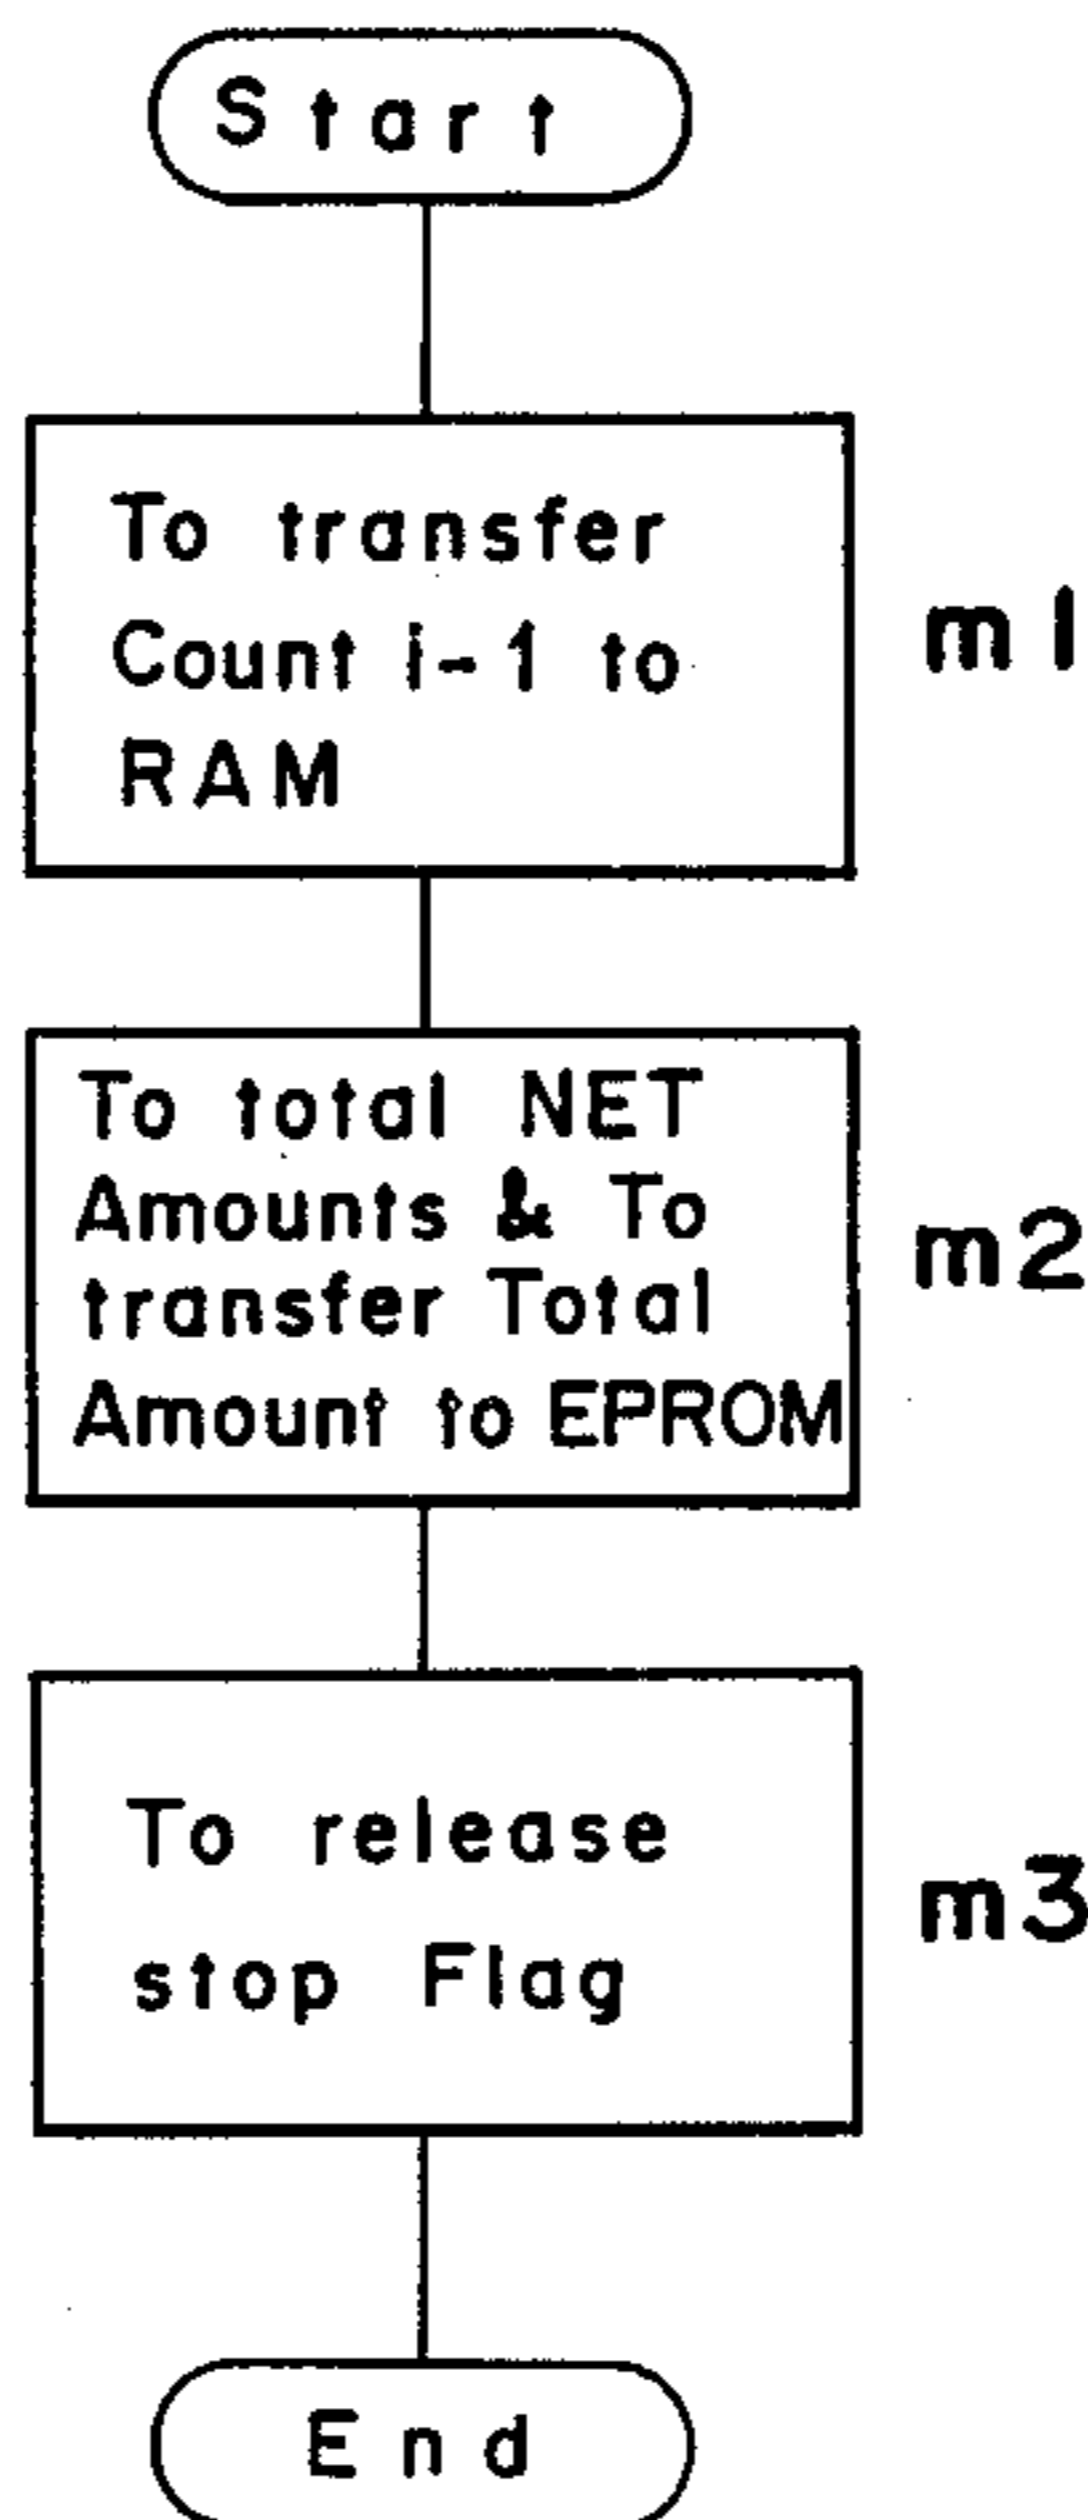 Start
To transfer
Count i-1 to
RAM
m1
To total NET
Amounts & To
transfer Total
Amount to EPROM
m2
To release
stop Flag
m3
End